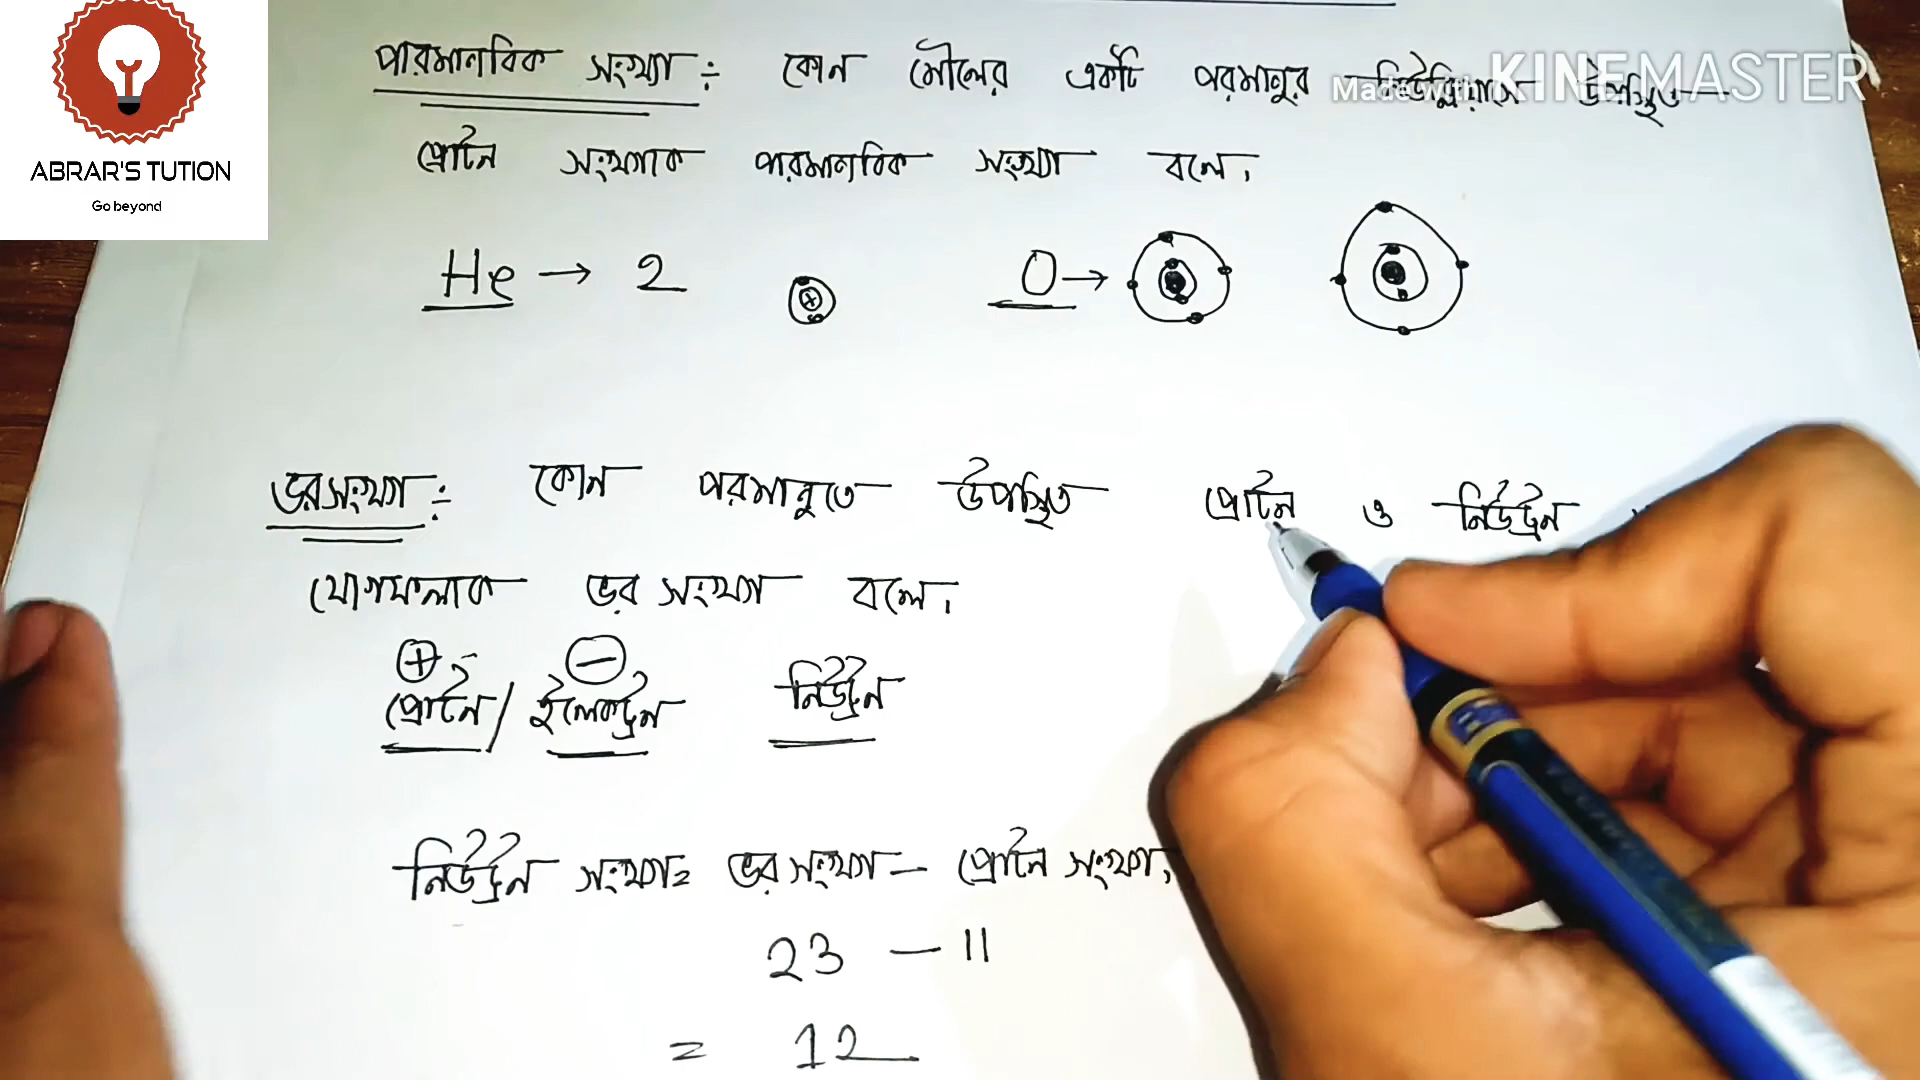 ABRAR'S TUTION
Go beyond
Made with KINEMASTER
পারমানবিক সংখ্যা ÷ কোন মৌলের একটি পরমানুর নিউক্লিয়াসে উপস্থিত
প্রোটন সংখ্যাকে পারমানবিক সংখ্যা বলে।
He → 2 O →
ভরসংখ্যা ÷ কোন পরমানুতে উপস্থিত প্রোটন ও নিউট্রন
যোগফলকে ভর সংখ্যা বলে।
+ −
প্রোটন / ইলেকট্রন নিউট্রন
নিউট্রন সংখ্যা = ভর সংখ্যা − প্রোটন সংখ্যা,
23 − 11
= 12